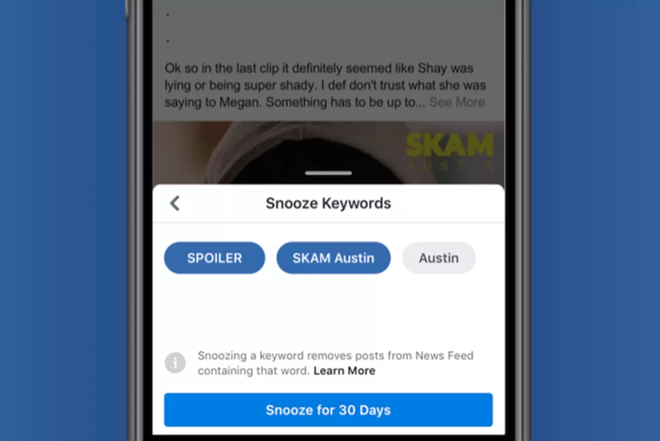 .
.
Ok so in the last clip it definitely seemed like Shay was
lying or being super shady. I def don't trust what she was
saying to Megan. Something has to be up to... See More
SKAM
AUSTIN
Snooze Keywords
SPOILER SKAM Austin Austin
Snoozing a keyword removes posts from News Feed
containing that word. Learn More
Snooze for 30 Days